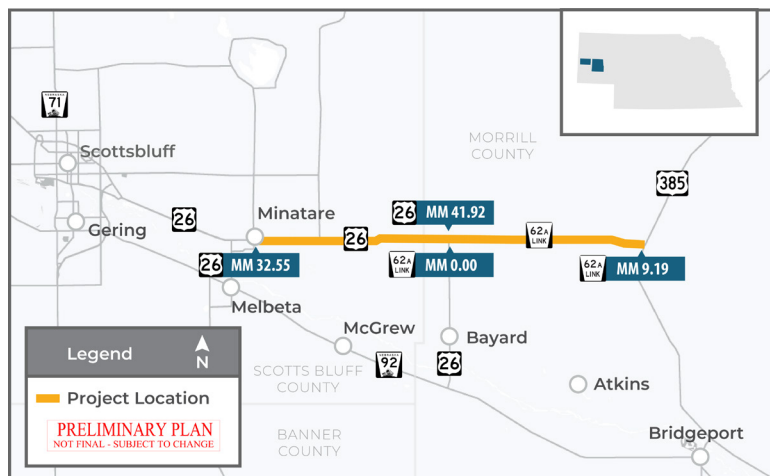 NEBRASKA
71
Scottsbluff
MORRILL
COUNTY
385
26
Minatare
26
MM 41.92
62A
LINK
Gering
26
26
MM 32.55
62A
LINK
MM 0.00
62A
LINK
MM 9.19
Melbeta
McGrew
Bayard
92
26
SCOTTS BLUFF
COUNTY
Atkins
BANNER
COUNTY
Bridgeport
Legend
N
Project Location
PRELIMINARY PLAN
NOT FINAL - SUBJECT TO CHANGE